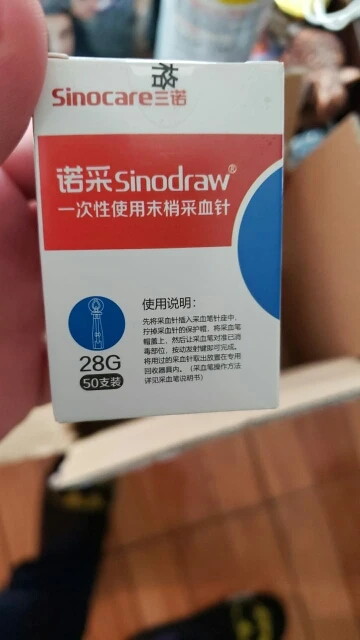 格
Sinocare三诺
诺采Sinodraw®
一次性使用末梢采血针
使用说明：
先将采血针插入采血笔针座中，
拧掉采血针的保护帽，将采血笔
帽盖上，然后让采血笔对准已消
毒部位，按动发射键即可完成。
将用过的采血针取出放置在专用
回收器具内。（采血笔操作方法
详见采血笔说明书）
28G
50支装